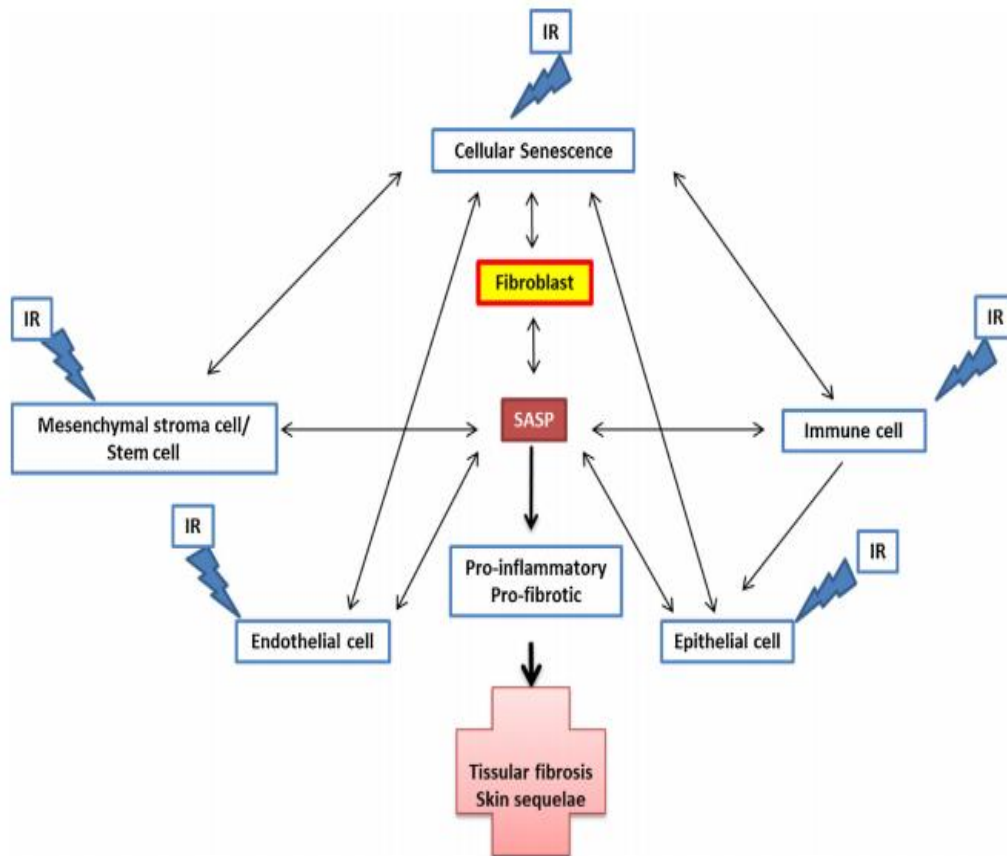 IR
Cellular Senescence
Fibroblast
IR
IR
Mesenchymal stroma cell/
Stem cell
SASP
Immune cell
IR
IR
Pro-inflammatory
Pro-fibrotic
Endothelial cell
Epithelial cell
Tissular fibrosis
Skin sequelae